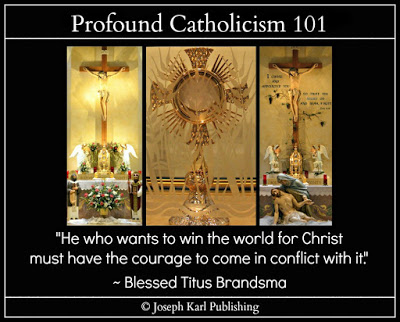 Profound Catholicism 101
"He who wants to win the world for Christ
must have the courage to come in conflict with it."
~ Blessed Titus Brandsma
© Joseph Karl Publishing